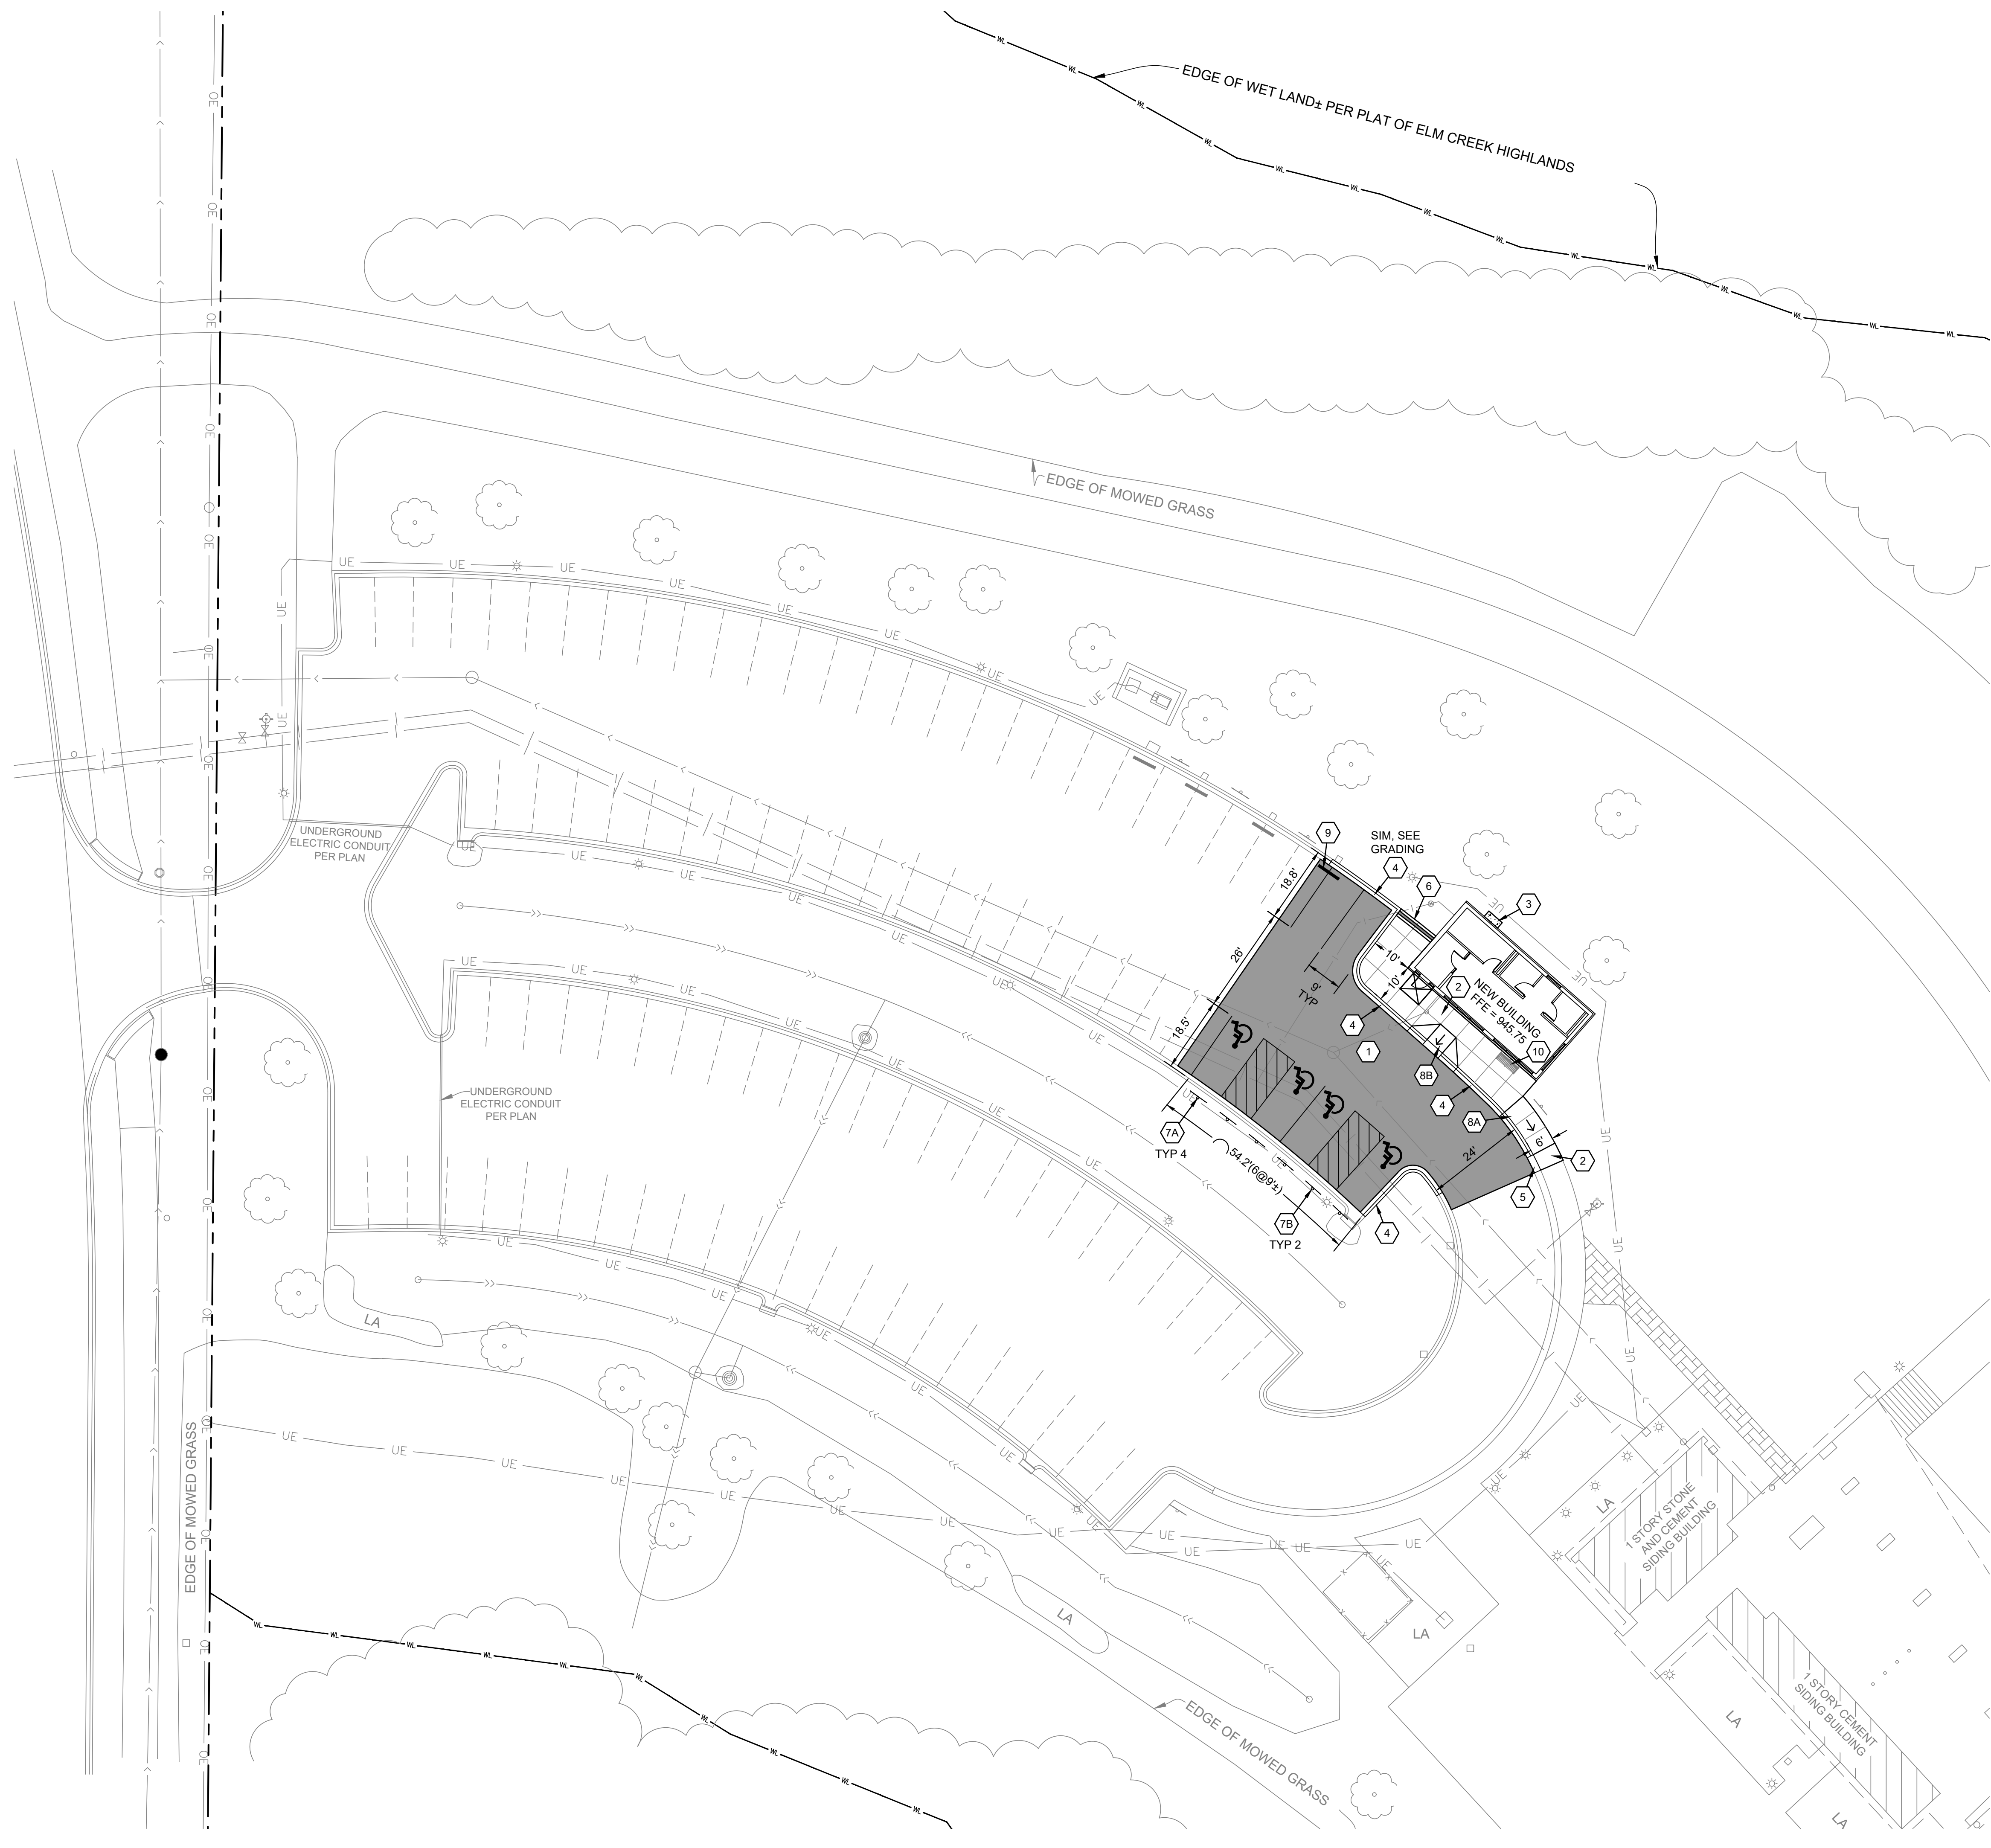 EDGE OF WET LAND± PER PLAT OF ELM CREEK HIGHLANDS
EDGE OF MOWED GRASS
UNDERGROUND
ELECTRIC CONDUIT
PER PLAN
SIM, SEE
GRADING
9
4
6
3
18.8'
26'
18.5'
10'
10'
9'
TYP
2
NEW BUILDING
FFE = 945.75
4
1
10
8B
4
8A
6'
24'
2
5
7A
TYP 4
54.2'(6@9'±)
7B
TYP 2
4
UNDERGROUND
ELECTRIC CONDUIT
PER PLAN
LA
EDGE OF MOWED GRASS
LA
EDGE OF MOWED GRASS
LA
LA
1 STORY STONE
AND CEMENT
SIDING BUILDING
1 STORY CEMENT
SIDING BUILDING
LA
LA
OE
UE
WL